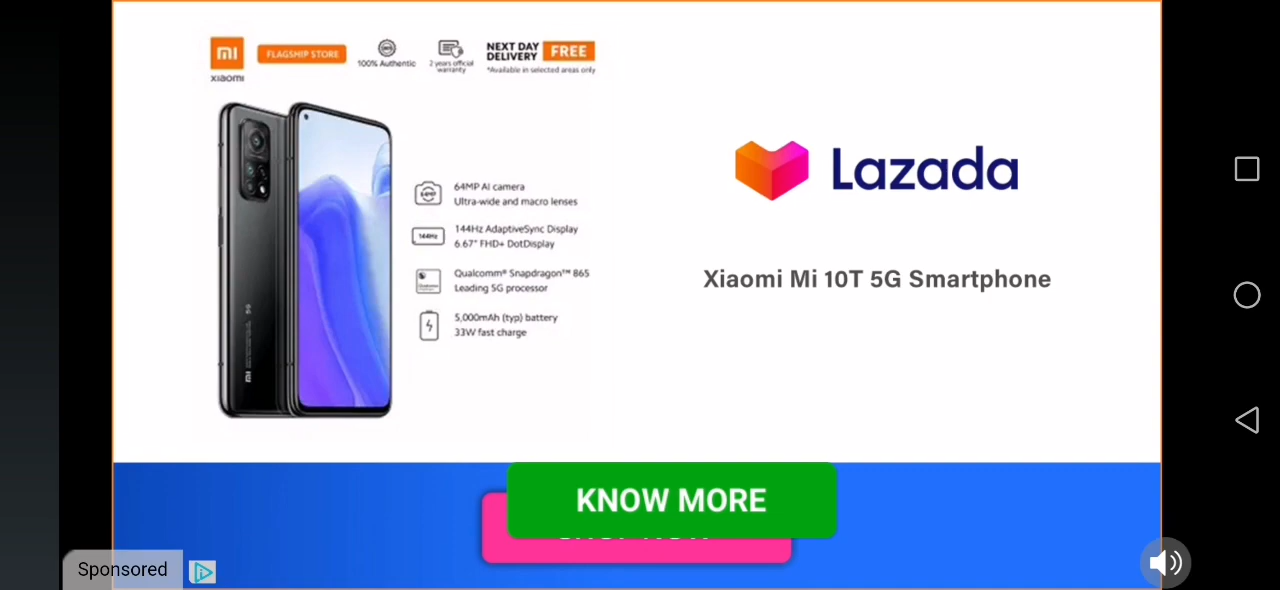 mi
xiaomi
FLAGSHIP STORE
100% Authentic
2 years official
warranty
NEXT DAY
DELIVERY FREE
*Available in selected areas only
64MP
64MP AI camera
Ultra-wide and macro lenses
144Hz
144Hz AdaptiveSync Display
6.67" FHD+ DotDisplay
Qualcomm® Snapdragon™ 865
Leading 5G processor
5,000mAh (typ) battery
33W fast charge
Lazada
Xiaomi Mi 10T 5G Smartphone
KNOW MORE
Sponsored